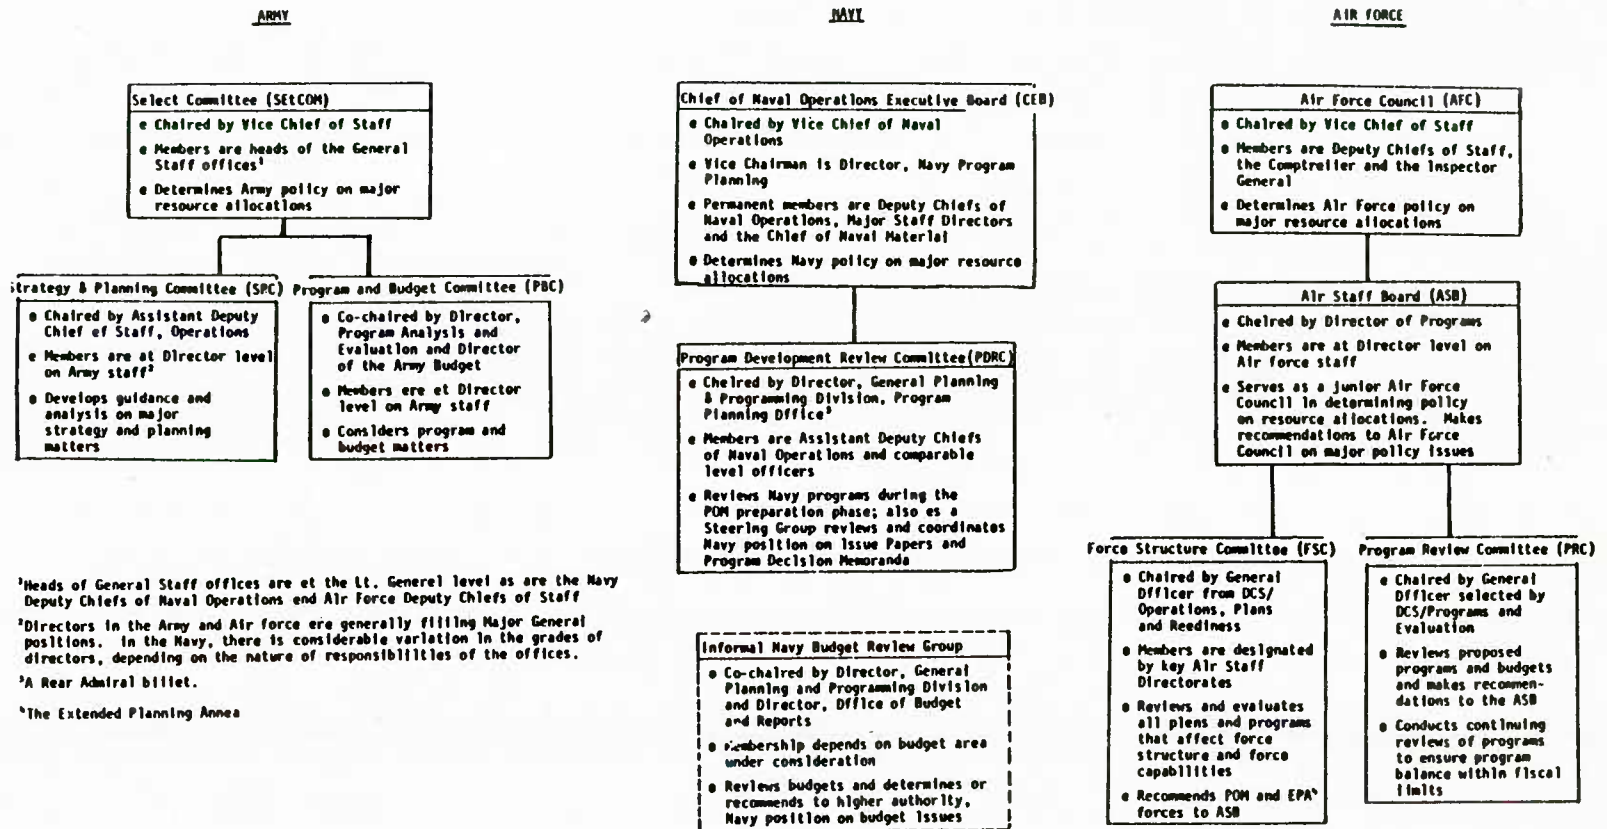 ARMY
Select Committee (SELCOM)
• Chaired by Vice Chief of Staff
• Members are heads of the General
Staff offices¹
• Determines Army policy on major
resource allocations
Strategy & Planning Committee (SPC)
• Chaired by Assistant Deputy
Chief of Staff, Operations
• Members are at Director level
on Army staff²
• Develops guidance and
analysis on major
strategy and planning
matters
Program and Budget Committee (PBC)
• Co-chaired by Director,
Program Analysis and
Evaluation and Director
of the Army Budget
• Members are at Director
level on Army staff
• Considers program and
budget matters
¹Heads of General Staff offices are at the Lt. General level as are the Navy
Deputy Chiefs of Naval Operations and Air Force Deputy Chiefs of Staff
²Directors in the Army and Air force are generally filling Major General
positions. In the Navy, there is considerable variation in the grades of
directors, depending on the nature of responsibilities of the offices.
³A Rear Admiral billet.
⁴The Extended Planning Annea
NAVY
Chief of Naval Operations Executive Board (CEB)
• Chaired by Vice Chief of Naval
Operations
• Vice Chairman is Director, Navy Program
Planning
• Permanent members are Deputy Chiefs of
Naval Operations, Major Staff Directors
and the Chief of Naval Material
• Determines Navy policy on major resource
allocations
Program Development Review Committee(PDRC)
• Chaired by Director, General Planning
& Programming Division, Program
Planning Office³
• Members are Assistant Deputy Chiefs
of Naval Operations and comparable
level officers
• Reviews Navy programs during the
POM preparation phase; also as a
Steering Group reviews and coordinates
Navy position on Issue Papers and
Program Decision Memoranda
Informal Navy Budget Review Group
• Co-chaired by Director, General
Planning and Programming Division
and Director, Office of Budget
and Reports
• Membership depends on budget area
under consideration
• Reviews budgets and determines or
recommends to higher authority,
Navy position on budget issues
AIR FORCE
Air Force Council (AFC)
• Chaired by Vice Chief of Staff
• Members are Deputy Chiefs of Staff,
the Comptroller and the Inspector
General
• Determines Air Force policy on
major resource allocations
Air Staff Board (ASB)
• Chaired by Director of Programs
• Members are at Director level on
Air force staff
• Serves as a junior Air Force
Council in determining policy
on resource allocations. Makes
recommendations to Air Force
Council on major policy issues
Force Structure Committee (FSC)
• Chaired by General
Officer from DCS/
Operations, Plans
and Readiness
• Members are designated
by key Air Staff
Directorates
• Reviews and evaluates
all plans and programs
that affect force
structure and force
capabilities
• Recommends POM and EPA⁴
forces to ASB
Program Review Committee (PRC)
• Chaired by General
Officer selected by
DCS/Programs and
Evaluation
• Reviews proposed
programs and budgets
and makes recommen-
dations to the ASB
• Conducts continuing
reviews of programs
to ensure program
balance within fiscal
limits